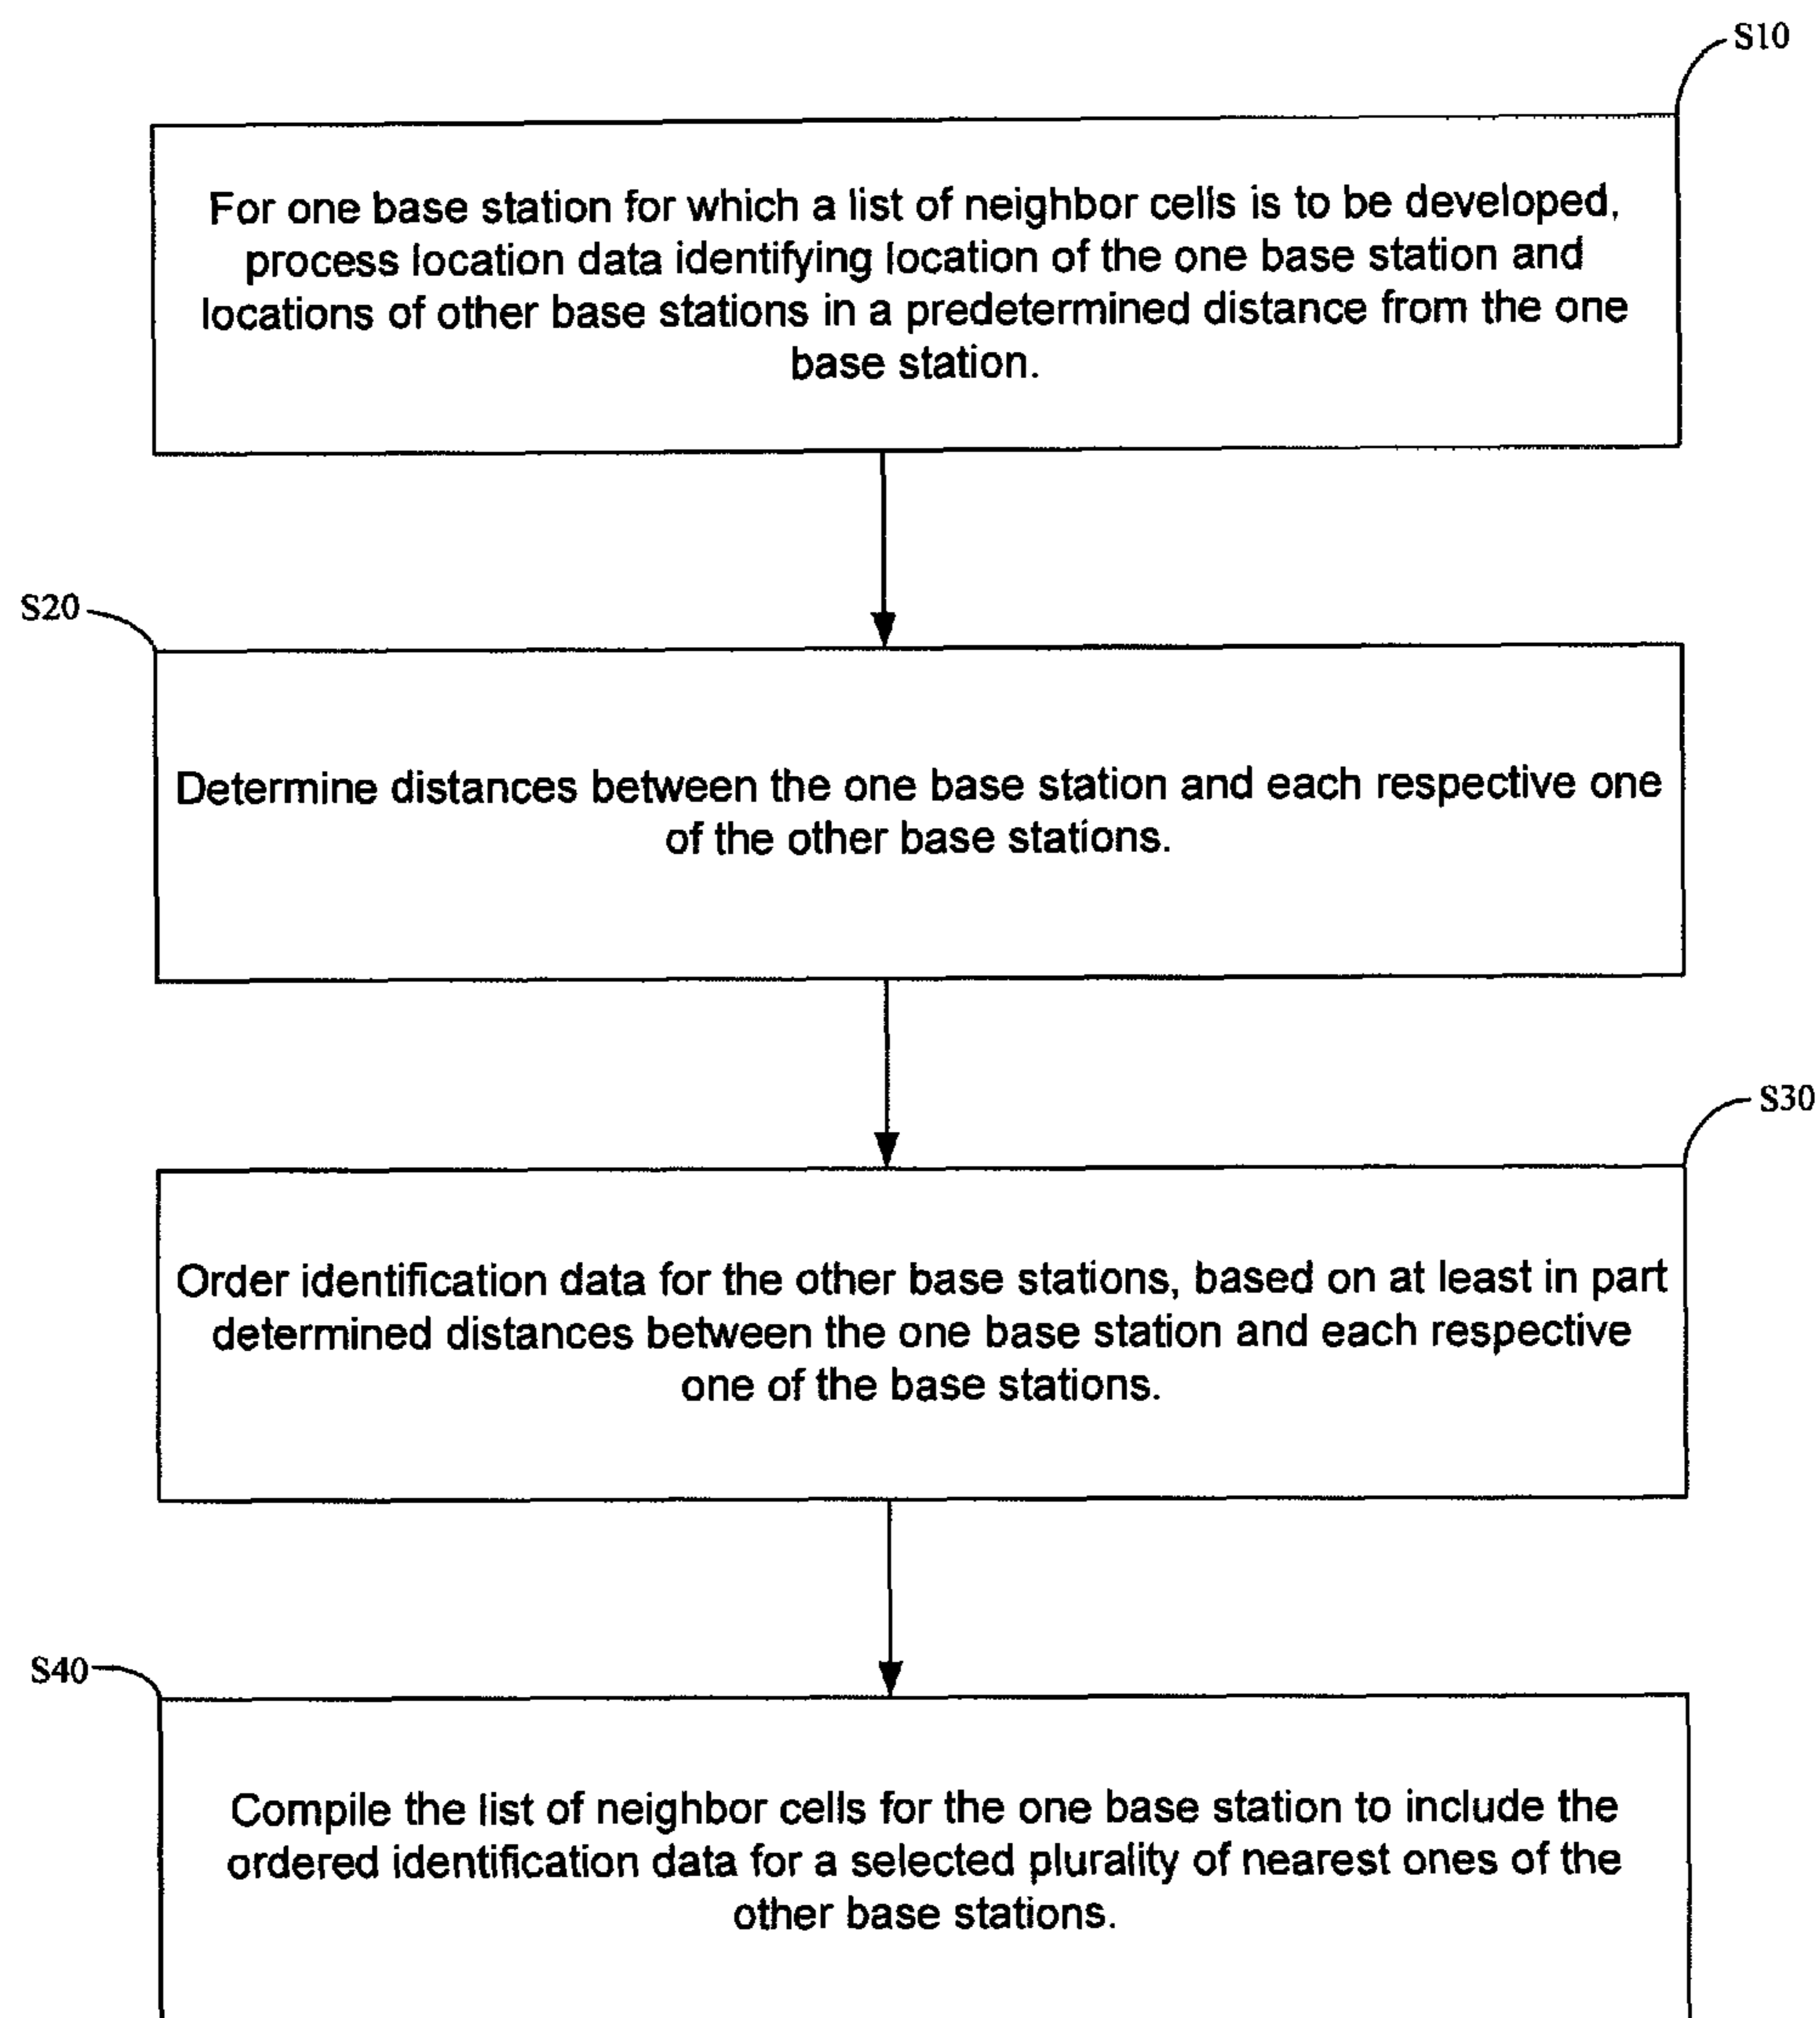 S10
For one base station for which a list of neighbor cells is to be developed,
process location data identifying location of the one base station and
locations of other base stations in a predetermined distance from the one
base station.
S20
Determine distances between the one base station and each respective one
of the other base stations.
S30
Order identification data for the other base stations, based on at least in part
determined distances between the one base station and each respective
one of the base stations.
S40
Compile the list of neighbor cells for the one base station to include the
ordered identification data for a selected plurality of nearest ones of the
other base stations.